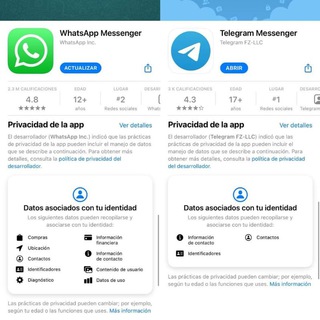 WhatsApp Messenger
WhatsApp Inc.
ACTUALIZAR
CALIFICACIONES
4.8
★★★★★
EDAD
12+
años
LUGAR
#2
Redes sociales
Privacidad de la app
Ver detalles
El desarrollador (WhatsApp Inc.) indicó que las prácticas
de privacidad de la app pueden incluir el manejo de datos
que se describe a continuación. Para obtener más
detalles, consulta la política de privacidad del
desarrollador.
Datos asociados con tu identidad
Los siguientes datos pueden recopilarse y
asociarse con tu identidad:
Compras
Información
financiera
Ubicación
Información
de contacto
Contactos
Identificadores
Contenido de usuario
Diagnóstico
Datos de uso
Las prácticas de privacidad pueden cambiar; por ejemplo,
según tu edad o las funciones que uses.
Telegram Messenger
Telegram FZ-LLC
ABRIR
CALIFICACIONES
4.3
★★★★☆
EDAD
17+
años
LUGAR
#1
Redes sociales
Privacidad de la app
Ver detalles
El desarrollador (Telegram FZ-LLC) indicó que las prácticas
de privacidad de la app pueden incluir el manejo de datos
que se describe a continuación. Para obtener más
detalles, consulta la política de privacidad del
desarrollador.
Datos asociados con tu identidad
Los siguientes datos pueden recopilarse y
asociarse con tu identidad:
Información
de contacto
Contactos
Identificadores
Las prácticas de privacidad pueden cambiar; por ejemplo,
según tu edad o las funciones que uses.